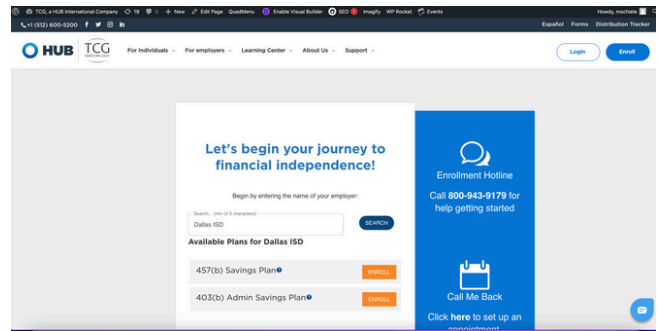 TCG, a HUB International Company 19 0 New Edit Page QuadMenu Enable Visual Builder SEO Imagify WP Rocket Events Howdy, mschiele
+1 (512) 600-5200 Español Forms Distribution Tracker
HUB TCG For Individuals For employers Learning Center About Us Support Login Enroll
Let's begin your journey to
financial independence!
Begin by entering the name of your employer:
Search... (min of 3 characters)
Dallas ISD
SEARCH
Available Plans for Dallas ISD
457(b) Savings Plan ENROLL
403(b) Admin Savings Plan ENROLL
Enrollment Hotline
Call 800-943-9179 for
help getting started
Call Me Back
Click here to set up an
appointment